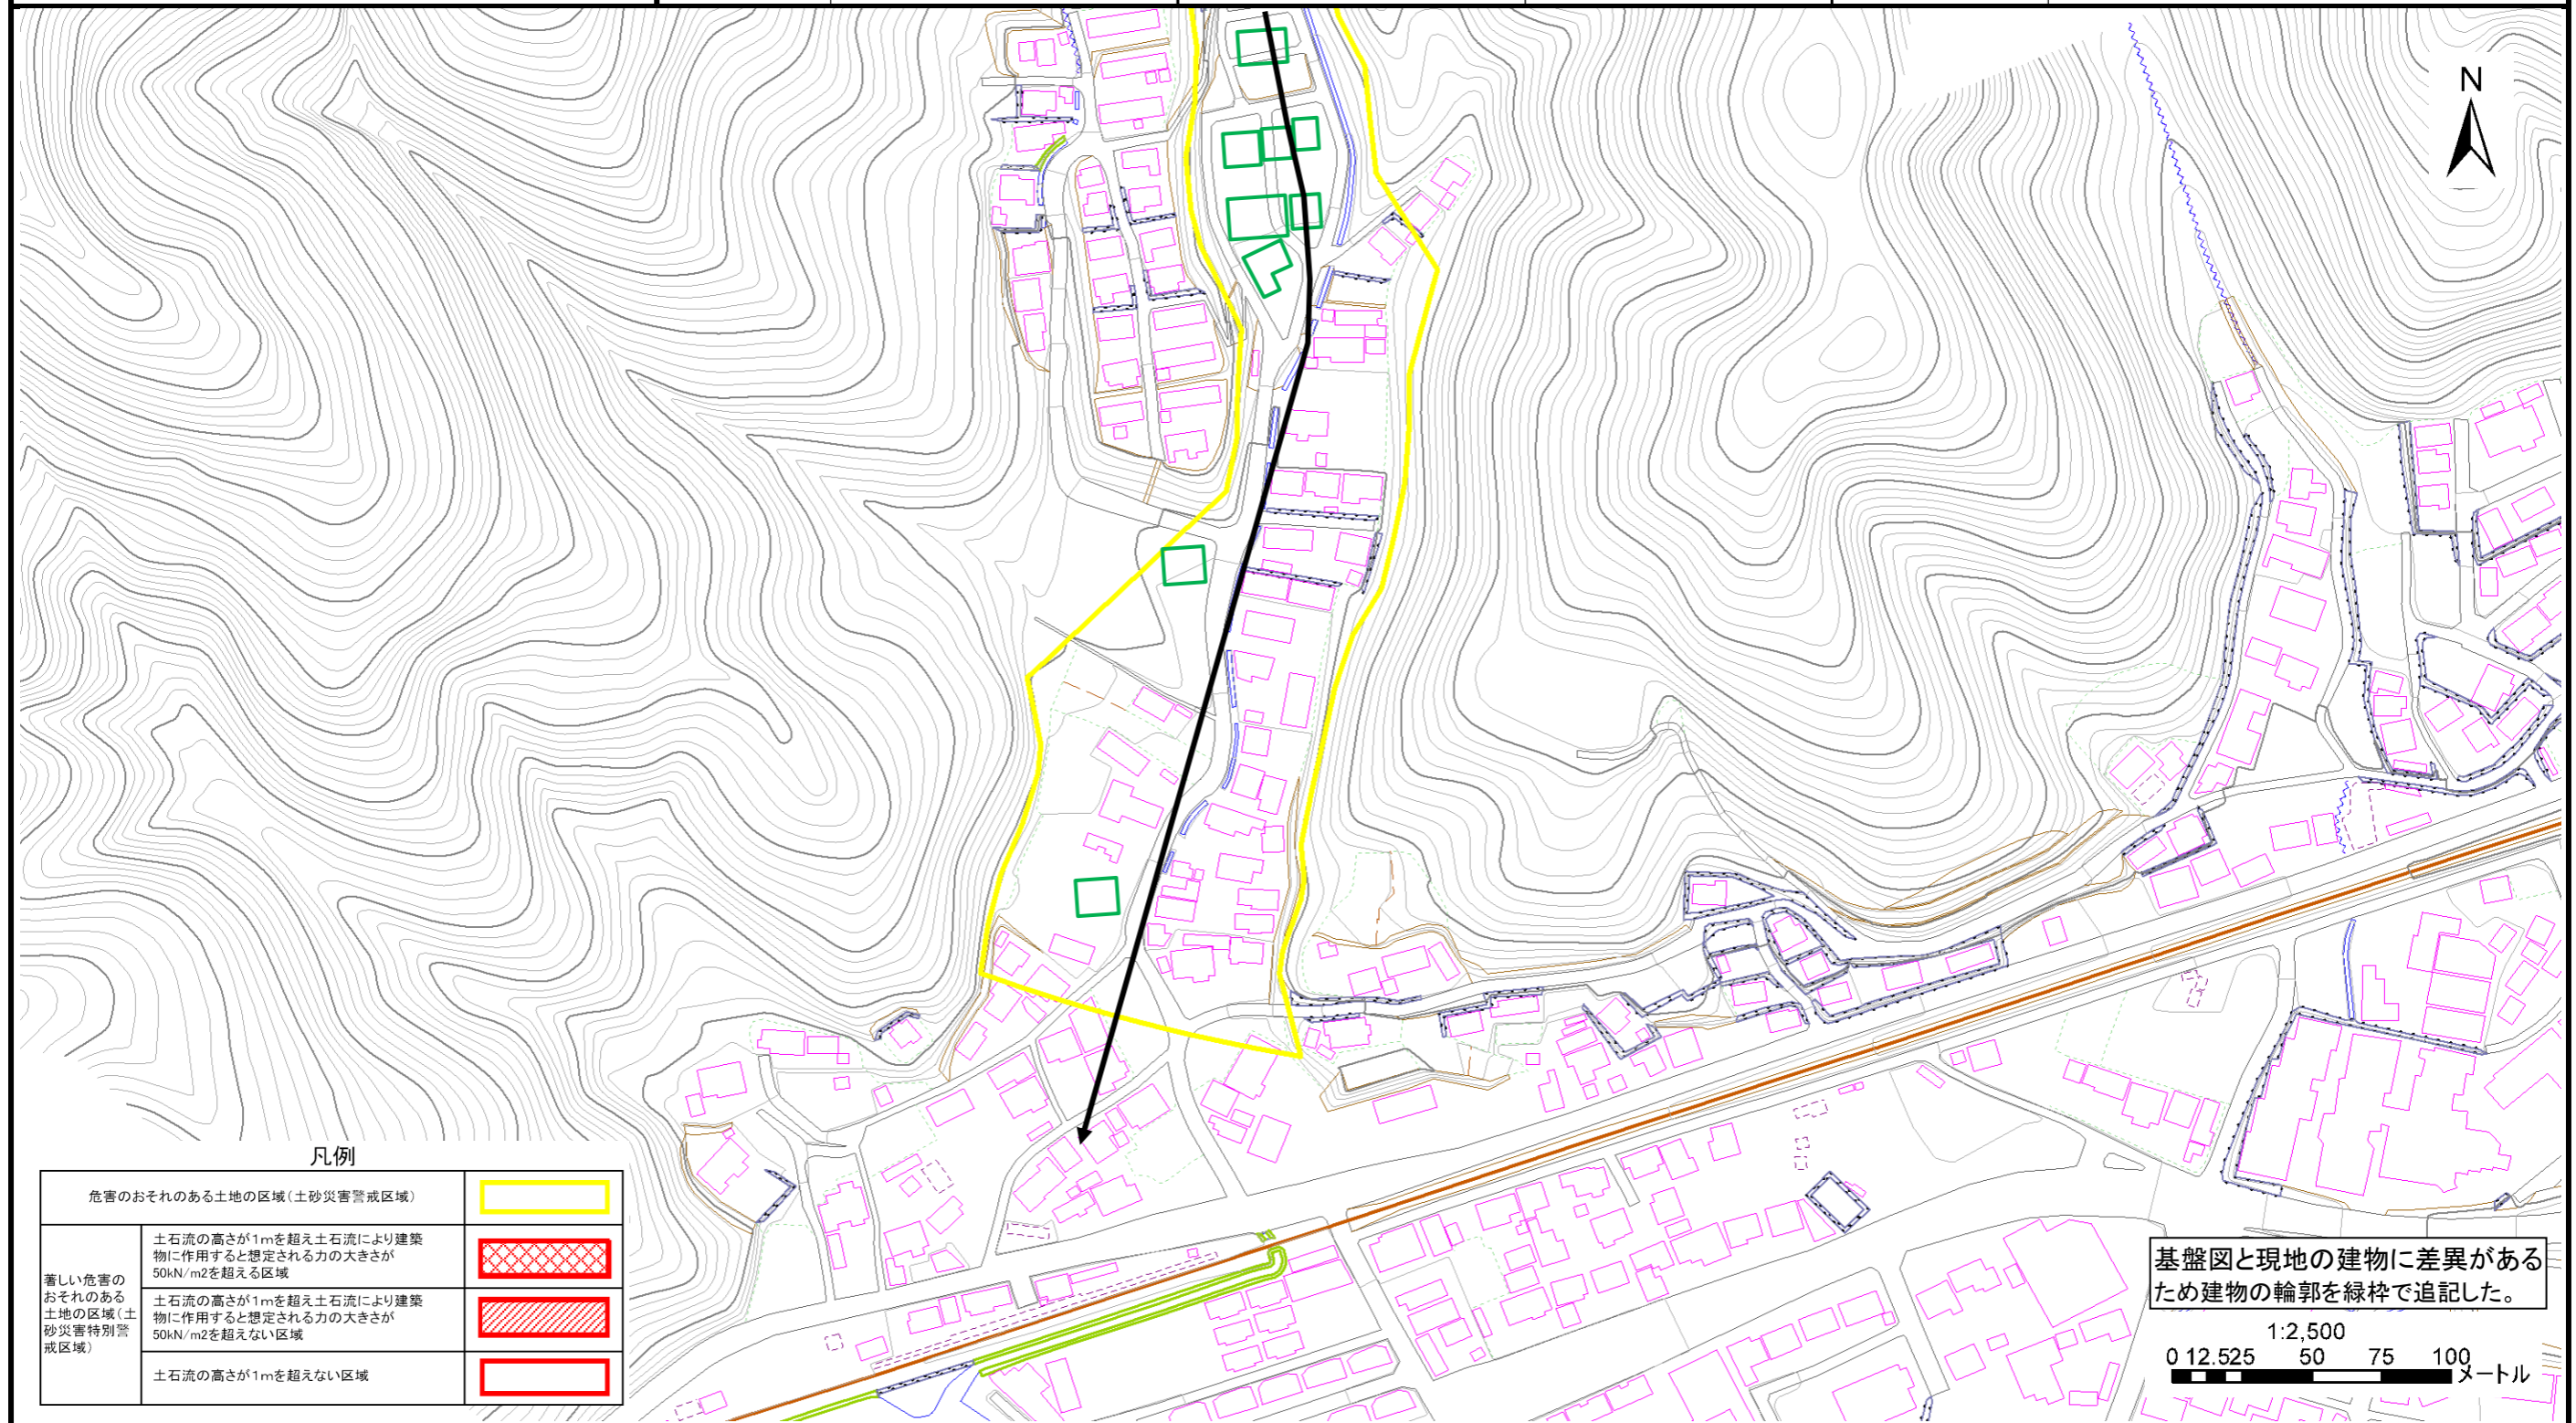 N
凡例
危害のおそれのある土地の区域(土砂災害警戒区域)
著しい危害の
おそれのある
土地の区域(土
砂災害特別警
戒区域)
土石流の高さが1mを超え土石流により建築
物に作用すると想定される力の大きさが
50kN/m2を超える区域
土石流の高さが1mを超え土石流により建築
物に作用すると想定される力の大きさが
50kN/m2を超えない区域
土石流の高さが1mを超えない区域
基盤図と現地の建物に差異がある
ため建物の輪郭を緑枠で追記した。
1:2,500
0 12.525 50 75 100
メートル